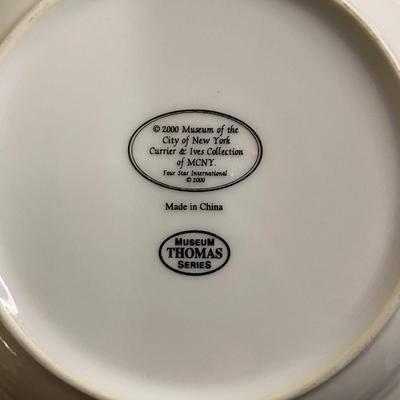 © 2000 Museum of the
City of New York
Currier & Ives Collection
of MCNY.
Four Star International
© 2000
Made in China
MUSEUM
THOMAS
SERIES